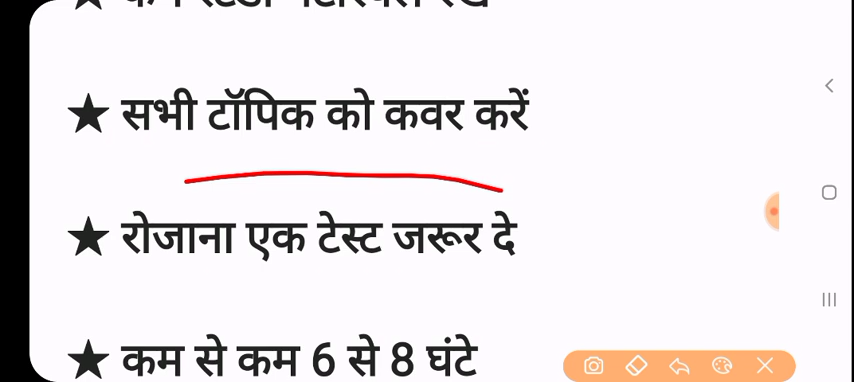 ★ सभी टॉपिक को कवर करें
★ रोजाना एक टेस्ट जरूर दे
★ कम से कम 6 से 8 घंटे